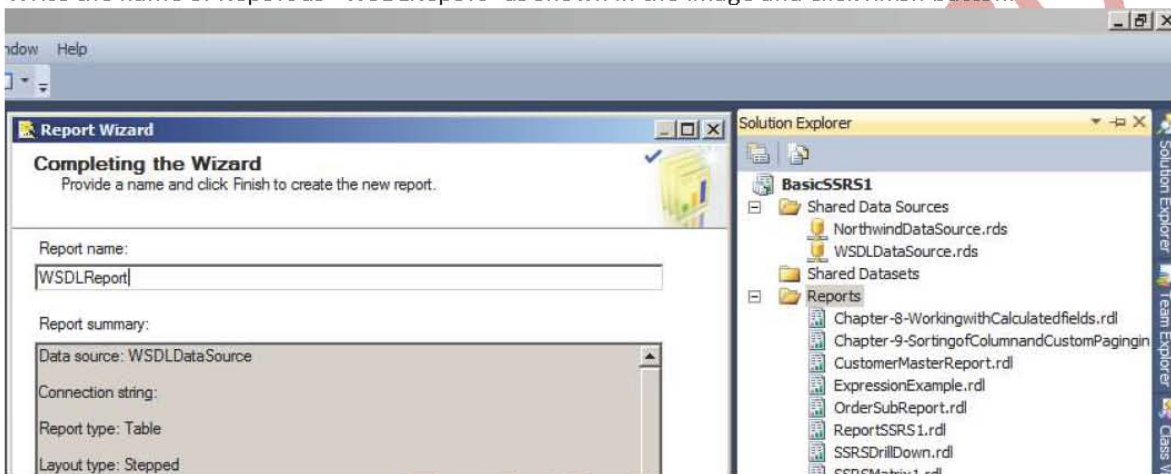 Window Help
Report Wizard
Completing the Wizard
Provide a name and click Finish to create the new report.
Report name:
WSDLReport
Report summary:
Data source: WSDLDataSource
Connection string:
Report type: Table
Layout type: Stepped
Solution Explorer
BasicSSRS1
Shared Data Sources
NorthwindDataSource.rds
WSDLDataSource.rds
Shared Datasets
Reports
Chapter-8-WorkingwithCalculatedfields.rdl
Chapter-9-SortingofColumnandCustomPagingin
CustomerMasterReport.rdl
ExpressionExample.rdl
OrderSubReport.rdl
ReportSSRS1.rdl
SSRSDrillDown.rdl
SSRSMatrix1.rdl
Solution Explorer
Team Explorer
Class